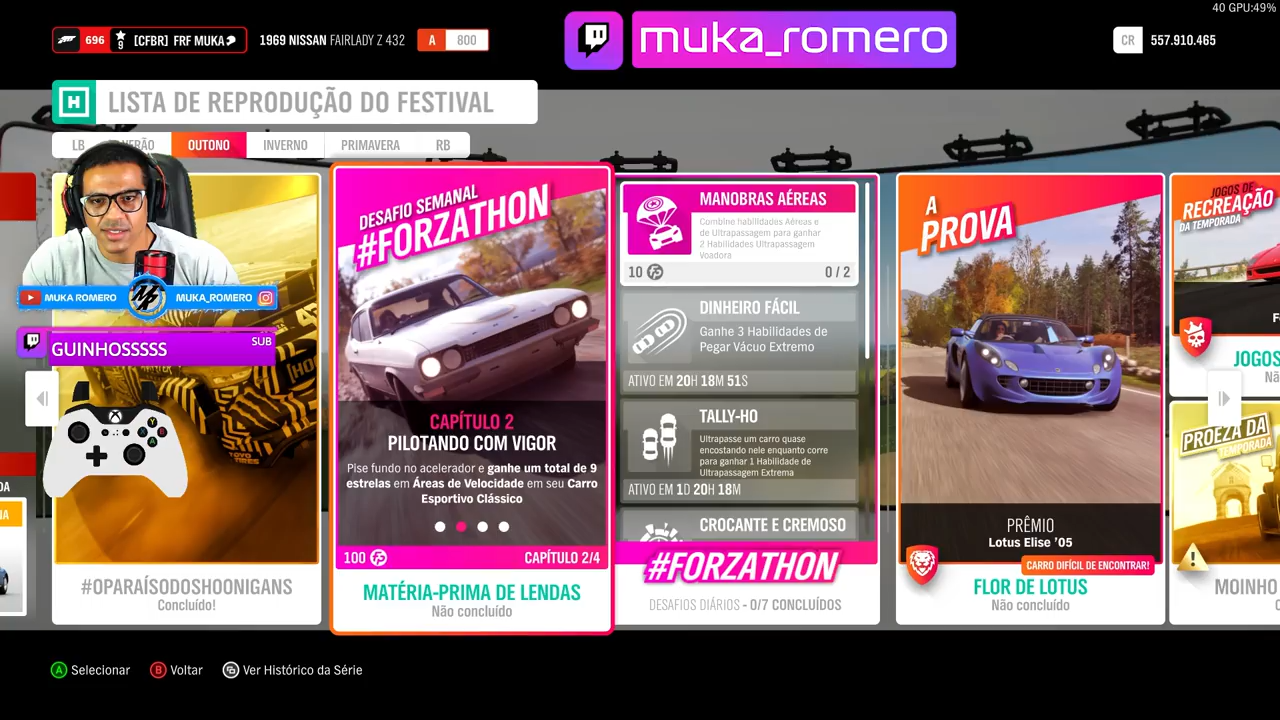 40 GPU:49%
696
9
[CFBR] FRF MUKA
1969 NISSAN FAIRLADY Z 432
A 800
muka_romero
CR 557.910.465
H
LISTA DE REPRODUÇÃO DO FESTIVAL
LB
OUTONO
INVERNO
PRIMAVERA
RB
MUKA ROMERO
MUKA_ROMERO
GUINHOSSSSS
SUB
TOYO TIRES
#OPARAÍSODOSHOONIGANS
Concluído!
DESAFIO SEMANAL
#FORZATHON
CAPÍTULO 2
PILOTANDO COM VIGOR
Pise fundo no acelerador e ganhe um total de 9
estrelas em Áreas de Velocidade em seu Carro
Esportivo Clássico
100
CAPÍTULO 2/4
MATÉRIA-PRIMA DE LENDAS
Não concluído
MANOBRAS AÉREAS
Combine habilidades Aéreas e
de Ultrapassagem para ganhar
2 Habilidades Ultrapassagem
Voadora
10
0 / 2
DINHEIRO FÁCIL
Ganhe 3 Habilidades de
Pegar Vácuo Extremo
ATIVO EM 20H 18M 51S
TALLY-HO
Ultrapasse um carro quase
encostando nele enquanto corre
para ganhar 1 Habilidade de
Ultrapassagem Extrema
ATIVO EM 1D 20H 18M
CROCANTE E CREMOSO
#FORZATHON
DESAFIOS DIÁRIOS - 0/7 CONCLUÍDOS
A
PROVA
PRÊMIO
Lotus Elise '05
CARRO DIFÍCIL DE ENCONTRAR!
FLOR DE LOTUS
Não concluído
JOGOS DE
RECREAÇÃO
DA TEMPORADA
JOGOS
PROEZA DA
TEMPORADA
MOINHO
A Selecionar
B Voltar
Ver Histórico da Série